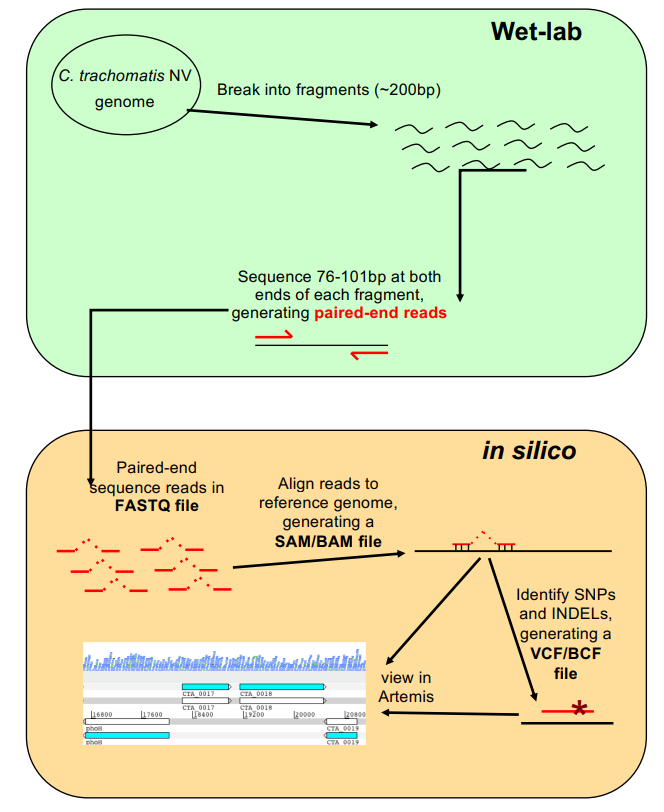 Wet-lab
C. trachomatis NV
genome
Break into fragments (~200bp)
Sequence 76-101bp at both
ends of each fragment,
generating paired-end reads
in silico
Paired-end
sequence reads in
FASTQ file
Align reads to
reference genome,
generating a
SAM/BAM file
Identify SNPs
and INDELs,
generating a
VCF/BCF
file
view in
Artemis
CTA_0017 CTA_0018
CTA_0017 CTA_0018
16800 17600 18400 19200 20000 20800
phoH CTA_0019
phoH CTA_0019